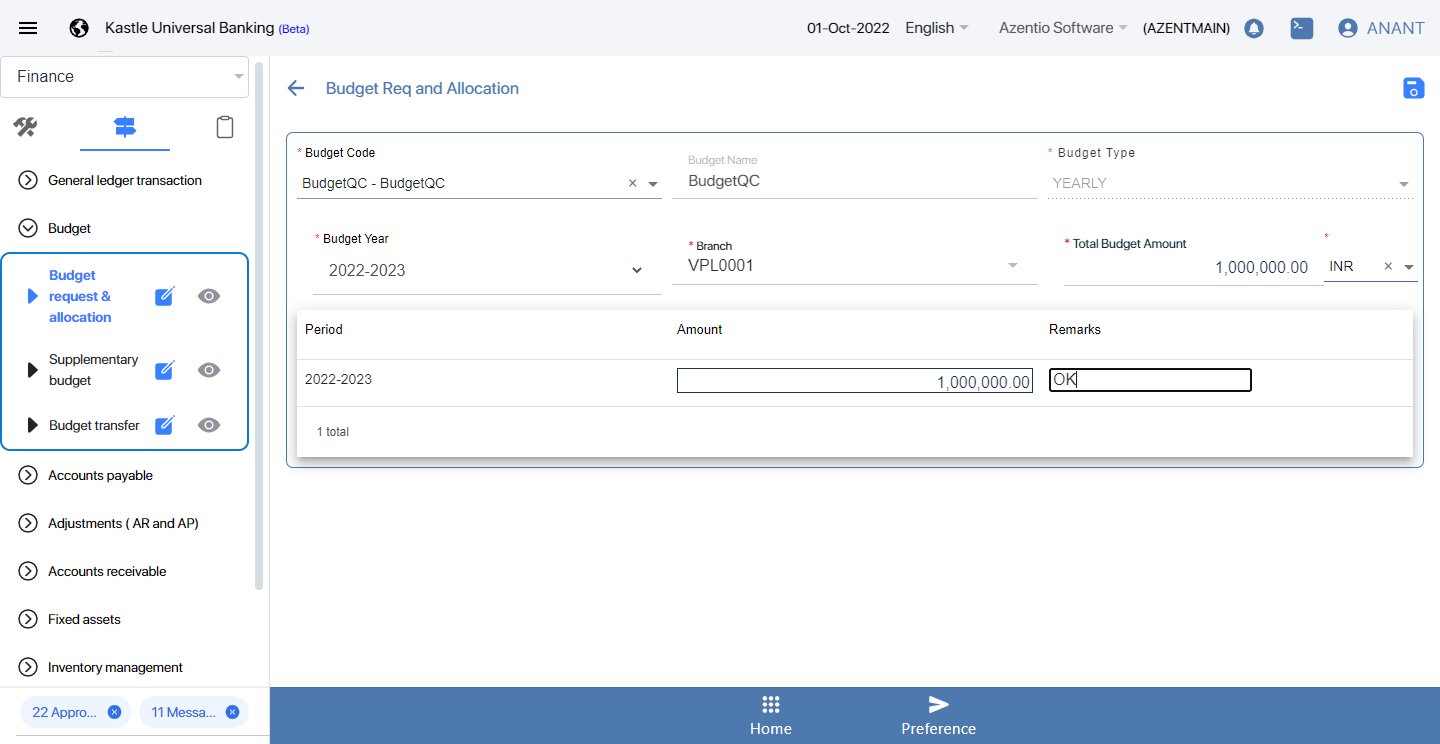 Kastle Universal Banking (Beta)
01-Oct-2022 English Azentio Software (AZENTMAIN) ANANT
Finance
Budget Req and Allocation
General ledger transaction
Budget
Budget
request &
allocation
Supplementary
budget
Budget transfer
Accounts payable
Adjustments ( AR and AP)
Accounts receivable
Fixed assets
Inventory management
22 Appro... 11 Messa...
* Budget Code
BudgetQC - BudgetQC
Budget Name
BudgetQC
* Budget Type
YEARLY
* Budget Year
2022-2023
* Branch
VPL0001
* Total Budget Amount
1,000,000.00
*
INR
Period Amount Remarks
2022-2023 1,000,000.00 OK
1 total
Home Preference